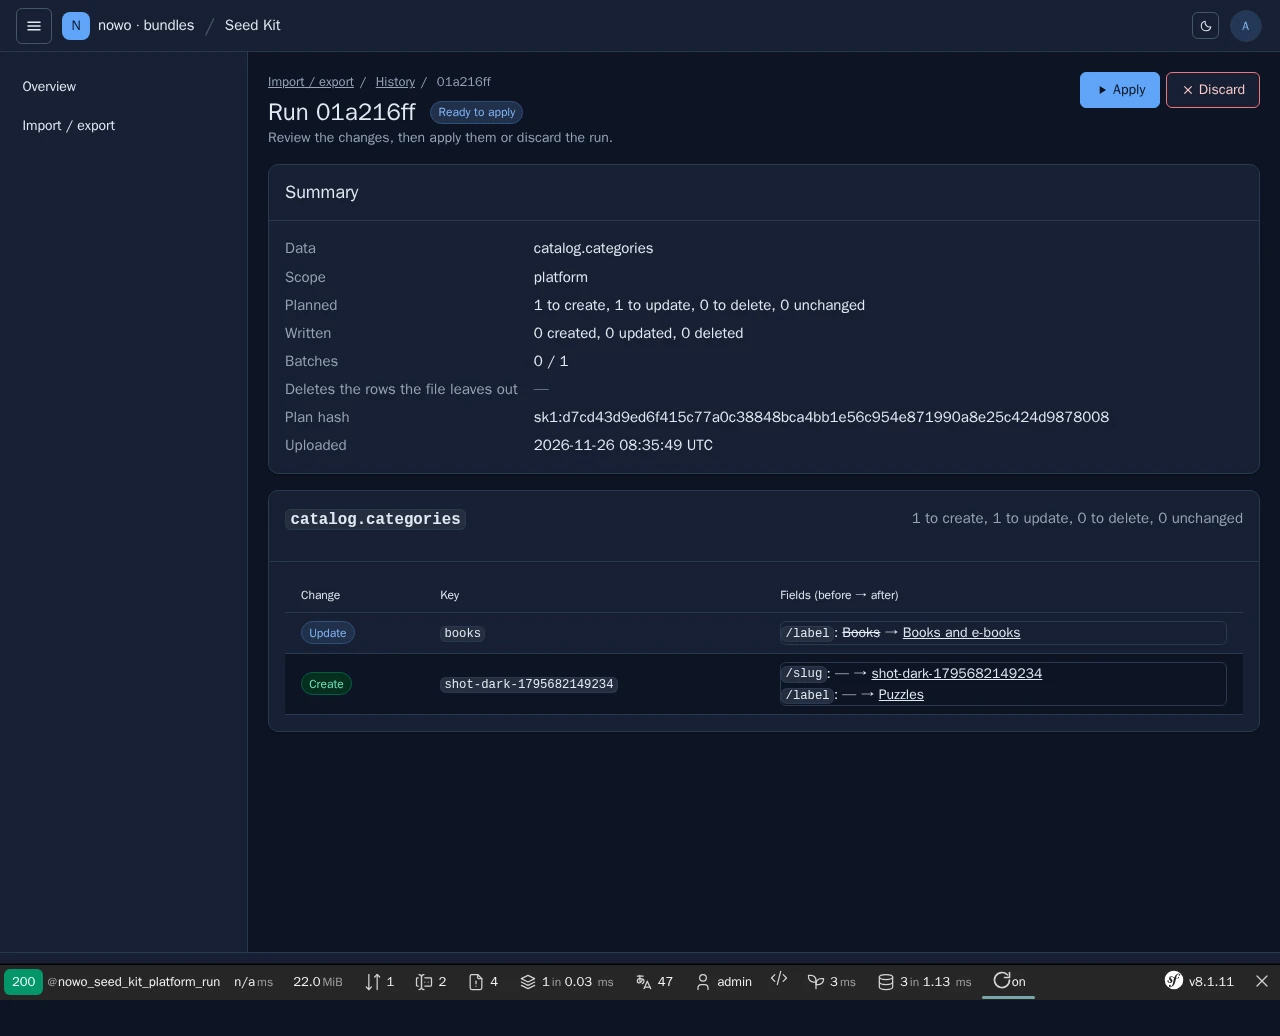 N nowo · bundles / Seed Kit A
Overview
Import / export
Import / export / History / 01a216ff
Run 01a216ff Ready to apply
Review the changes, then apply them or discard the run.
Apply Discard
Summary
Data catalog.categories
Scope platform
Planned 1 to create, 1 to update, 0 to delete, 0 unchanged
Written 0 created, 0 updated, 0 deleted
Batches 0 / 1
Deletes the rows the file leaves out —
Plan hash sk1:d7cd43d9ed6f415c77a0c38848bca4bb1e56c954e871990a8e25c424d9878008
Uploaded 2026-11-26 08:35:49 UTC
catalog.categories 1 to create, 1 to update, 0 to delete, 0 unchanged
Change Key Fields (before → after)
Update books /label: Books → Books and e-books
Create shot-dark-1795682149234 /slug: — → shot-dark-1795682149234
/label: — → Puzzles
200 @nowo_seed_kit_platform_run n/a ms 22.0 MiB 1 2 4 1 in 0.03 ms 47 admin 3 ms 3 in 1.13 ms on sf v8.1.11